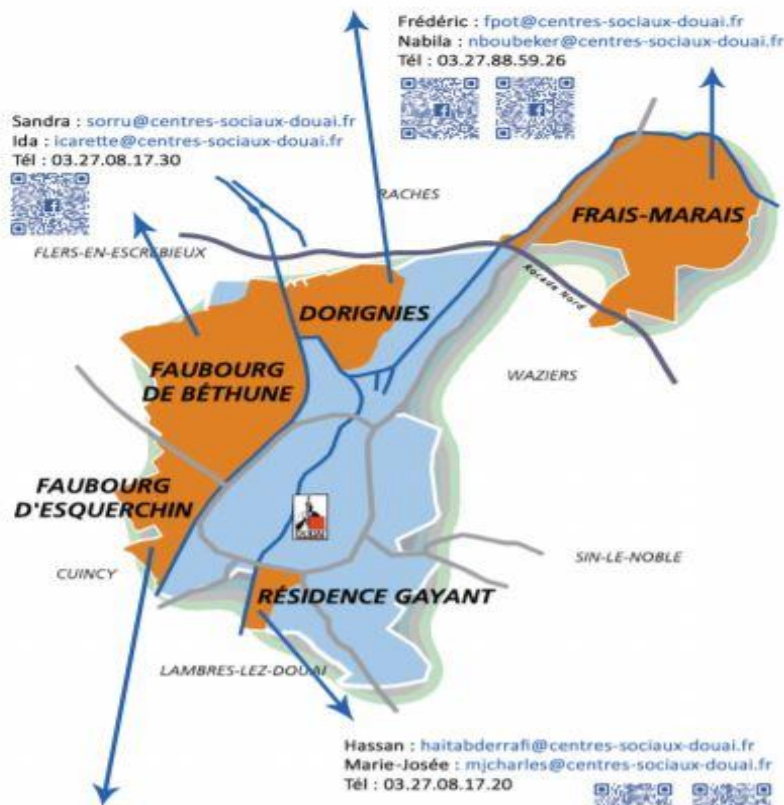 Frédéric : fpot@centres-sociaux-douai.fr
Nabila : nboubeker@centres-sociaux-douai.fr
Tél : 03.27.88.59.26
Sandra : sorru@centres-sociaux-douai.fr
Ida : icarette@centres-sociaux-douai.fr
Tél : 03.27.08.17.30
RACHES
FRAIS-MARAIS
FLERS-EN-ESCREBIEUX
Rocade Nord
DORIGNIES
FAUBOURG
DE BÉTHUNE
WAZIERS
FAUBOURG
D'ESQUERCHIN
SIN-LE-NOBLE
CUINCY
RÉSIDENCE GAYANT
LAMBRES-LEZ-DOUAI
Hassan : haitabderrafi@centres-sociaux-douai.fr
Marie-Josée : mjcharles@centres-sociaux-douai.fr
Tél : 03.27.08.17.20